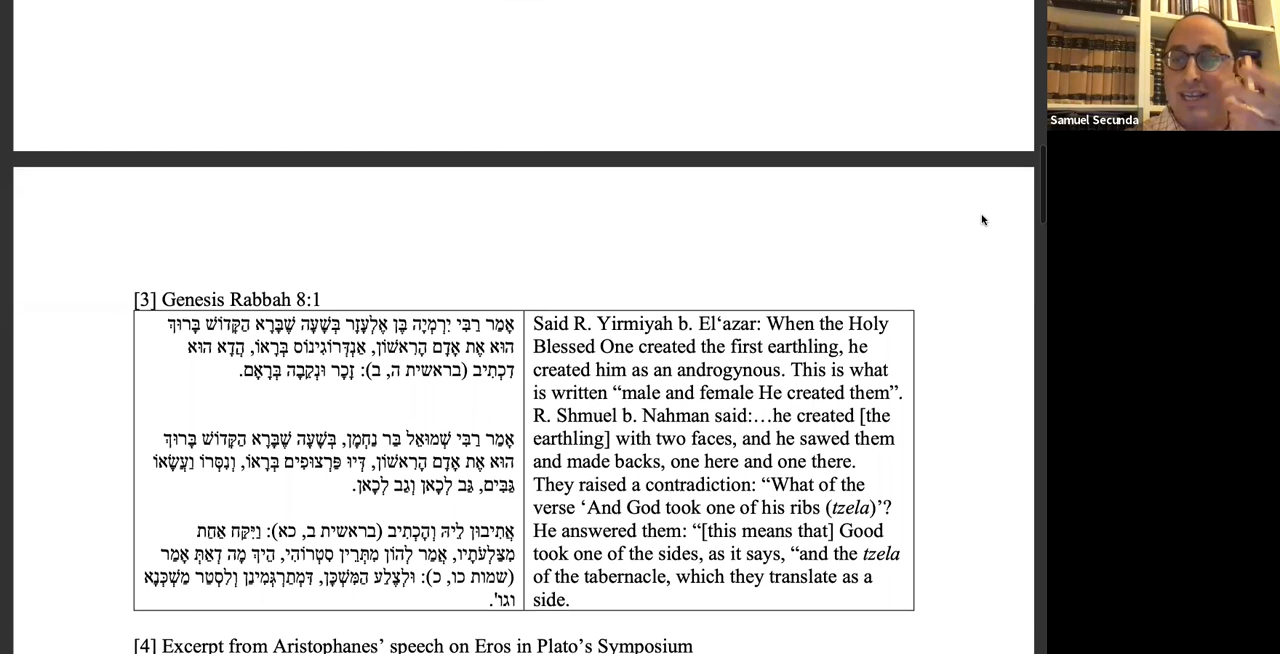 Samuel Secunda
[3] Genesis Rabbah 8:1
אָמַר רַבִּי יִרְמְיָה בֶּן אֶלְעָזָר בְּשָׁעָה שֶׁבָּרָא הַקָּדוֹשׁ בָּרוּךְ
הוּא אֶת אָדָם הָרִאשׁוֹן, אַנְדְּרוֹגִינוֹס בְּרָאוֹ, הֲדָא הוּא
דִכְתִיב (בראשית ה, ב): זָכָר וּנְקֵבָה בְּרָאָם.
אָמַר רַבִּי שְׁמוּאֵל בַּר נַחְמָן, בְּשָׁעָה שֶׁבָּרָא הַקָּדוֹשׁ בָּרוּךְ
הוּא אֶת אָדָם הָרִאשׁוֹן, דְּיוּ פַּרְצוּפִים בְּרָאוֹ, וְנִסְּרוֹ וַעֲשָׂאוֹ
גַּבַּיִם, גַּב לְכָאן וְגַב לְכָאן.
אֲתִיבוּן לֵיהּ וְהָכְתִיב (בראשית ב, כא): וַיִּקַּח אַחַת
מִצַּלְעֹתָיו, אֲמַר לְהוֹן מִתְּרֵין סִטְרוֹהִי, הֵיךְ מָה דְאַתְּ אָמַר
(שמות כו, כ): וּלְצֶלַע הַמִּשְׁכָּן, דִּמְתַרְגְּמִינַן וְלִסְטַר מַשְׁכְּנָא
וגו'.
Said R. Yirmiyah b. El‘azar: When the Holy
Blessed One created the first earthling, he
created him as an androgynous. This is what
is written “male and female He created them”.
R. Shmuel b. Nahman said:…he created [the
earthling] with two faces, and he sawed them
and made backs, one here and one there.
They raised a contradiction: “What of the
verse ‘And God took one of his ribs (tzela)’?
He answered them: “[this means that] Good
took one of the sides, as it says, “and the tzela
of the tabernacle, which they translate as a
side.
[4] Excerpt from Aristophanes’ speech on Eros in Plato’s Symposium